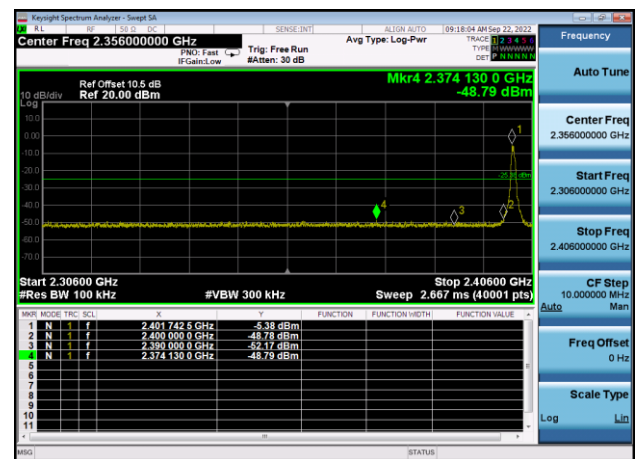 Keysight Spectrum Analyzer - Swept SA
RL RF 50 Ω DC SENSE:INT ALIGN AUTO 09:18:04 AM Sep 22, 2022
Center Freq 2.356000000 GHz
PNO: Fast
IFGain:Low
Trig: Free Run
#Atten: 30 dB
Avg Type: Log-Pwr
TRACE 1 2 3 4 5 6
TYPE M WWWWW
DET P NNNNN
Ref Offset 10.5 dB
10 dB/div Ref 20.00 dBm
Log
Mkr4 2.374 130 0 GHz
-48.79 dBm
10.0
0.00
-10.0
-20.0
-30.0
-40.0
-50.0
-60.0
-70.0
1
4
3
2
Start 2.30600 GHz Stop 2.40600 GHz
#Res BW 100 kHz #VBW 300 kHz Sweep 2.667 ms (40001 pts)
MKR MODE TRC SCL X Y FUNCTION FUNCTION WIDTH FUNCTION VALUE
1 N 1 f 2.401 742 5 GHz -5.38 dBm
2 N 1 f 2.400 000 0 GHz -48.78 dBm
3 N 1 f 2.390 000 0 GHz -52.17 dBm
4 N 1 f 2.374 130 0 GHz -48.79 dBm
5
6
7
8
9
10
11
MSG STATUS
Frequency
Auto Tune
Center Freq
2.356000000 GHz
Start Freq
2.306000000 GHz
Stop Freq
2.406000000 GHz
CF Step
10.000000 MHz
Auto Man
Freq Offset
0 Hz
Scale Type
Log Lin